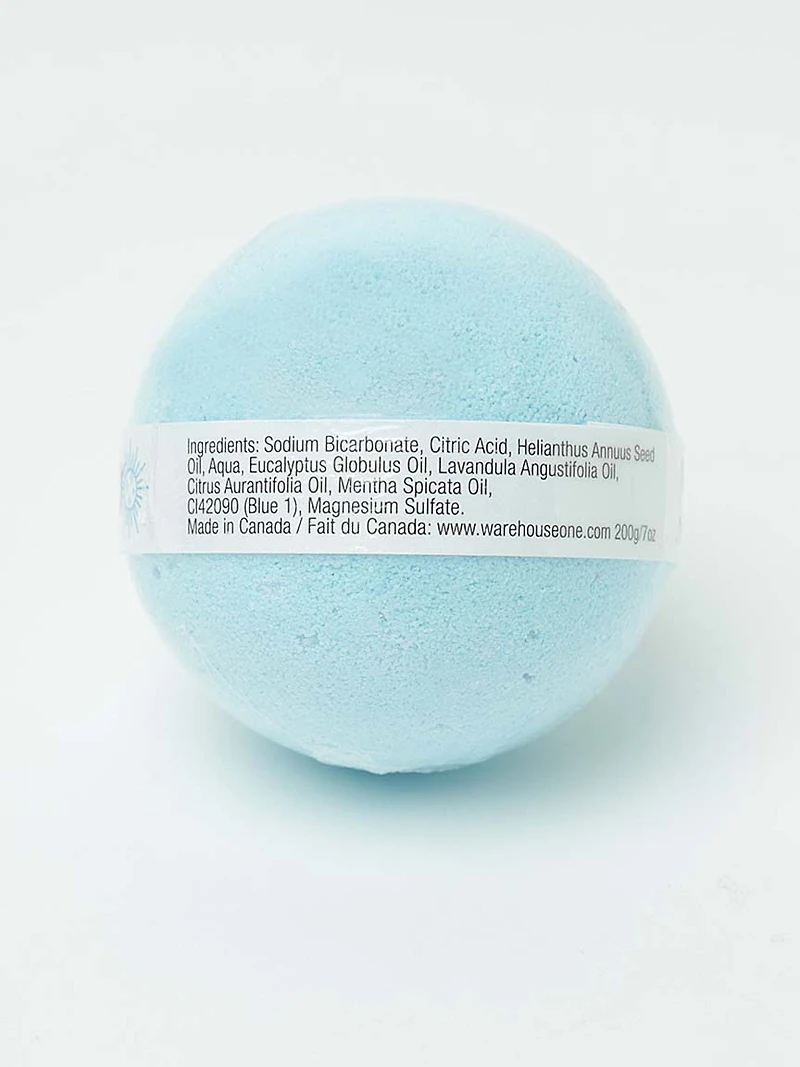 Ingredients: Sodium Bicarbonate, Citric Acid, Helianthus Annuus Seed
Oil, Aqua, Eucalyptus Globulus Oil, Lavandula Angustifolia Oil,
Citrus Aurantifolia Oil, Mentha Spicata Oil,
CI42090 (Blue 1), Magnesium Sulfate.
Made in Canada / Fait du Canada: www.warehouseone.com 200g/7oz